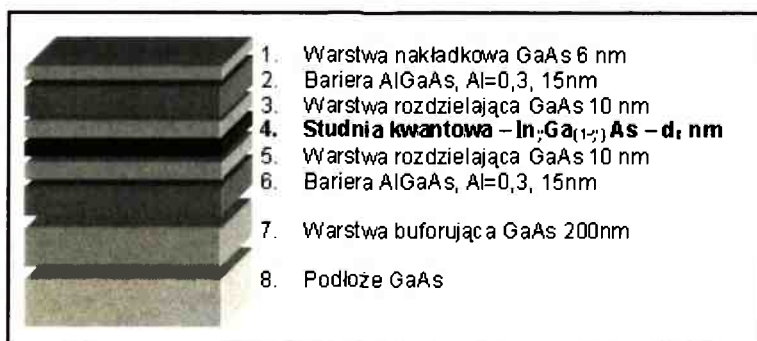 1. Warstwa nakładkowa GaAs 6 nm
2. Bariera AlGaAs, Al=0,3, 15nm
3. Warstwa rozdzielająca GaAs 10 nm
4. Studnia kwantowa – InᵧGa(1-y)As – dᵢ nm
5. Warstwa rozdzielająca GaAs 10 nm
6. Bariera AlGaAs, Al=0,3, 15nm
7. Warstwa buforująca GaAs 200nm
8. Podłoże GaAs